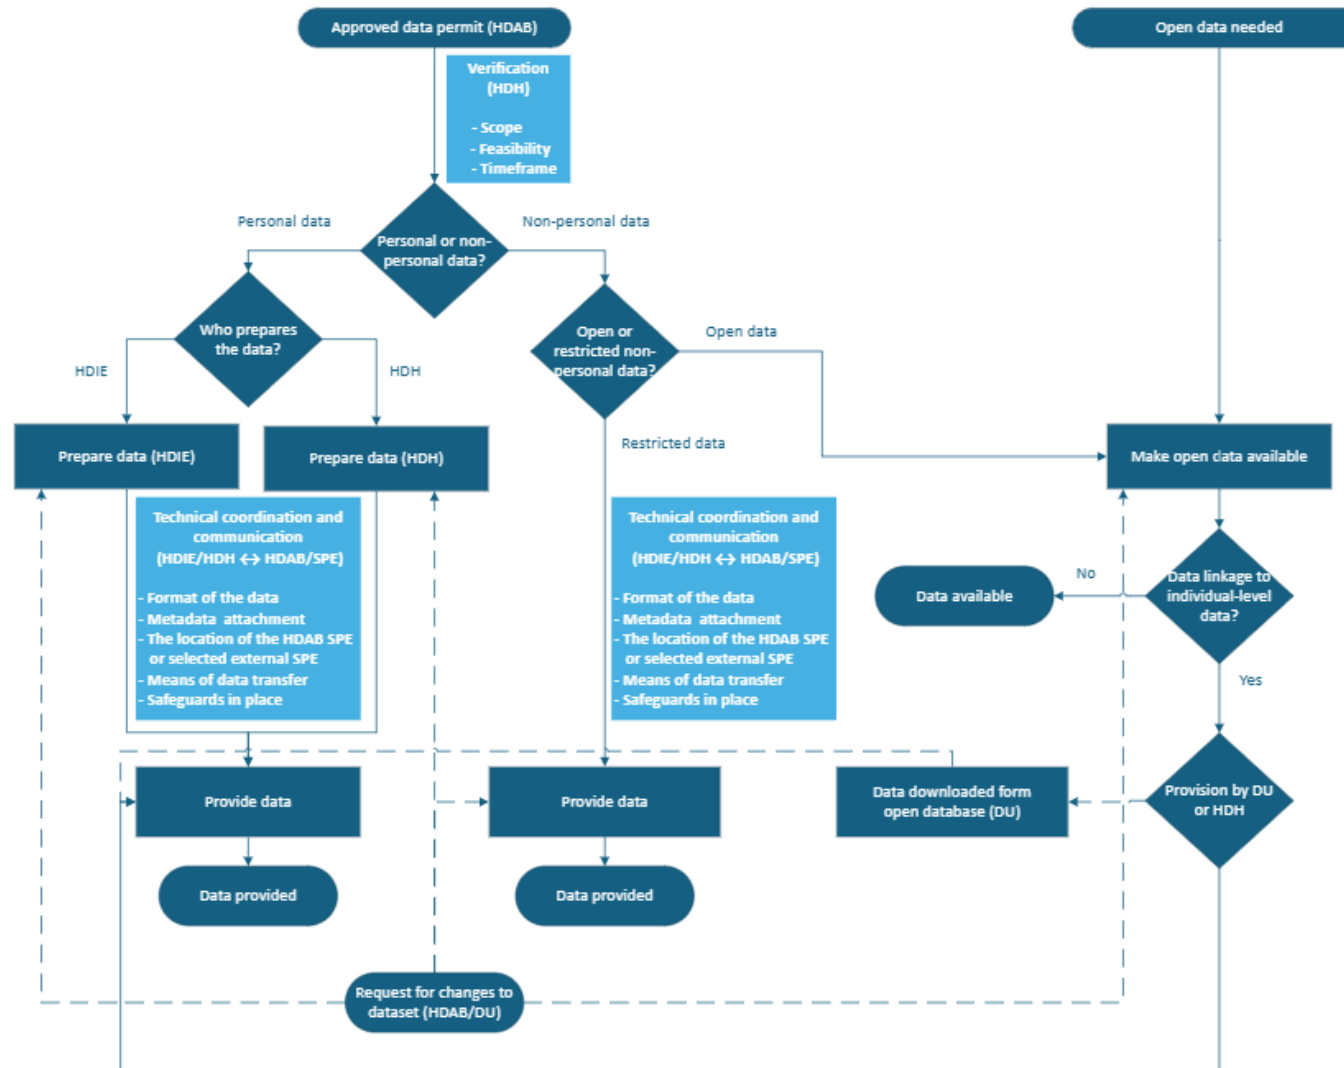 Approved data permit (HDAB)
Open data needed
Verification
(HDH)
- Scope
- Feasibility
- Timeframe
Personal data
Non-personal data
Personal or non-
personal data?
Who prepares
the data?
Open or
restricted non-
personal data?
Open data
HDIE
HDH
Restricted data
Prepare data (HDIE)
Prepare data (HDH)
Make open data available
Technical coordination and
communication
(HDIE/HDH ↔ HDAB/SPE)
- Format of the data
- Metadata attachment
- The location of the HDAB SPE
or selected external SPE
- Means of data transfer
- Safeguards in place
Technical coordination and
communication
(HDIE/HDH ↔ HDAB/SPE)
- Format of the data
- Metadata attachment
- The location of the HDAB SPE
or selected external SPE
- Means of data transfer
- Safeguards in place
Data available
No
Data linkage to
individual-level
data?
Yes
Provide data
Provide data
Data downloaded form
open database (DU)
Provision by DU
or HDH
Data provided
Data provided
Request for changes to
dataset (HDAB/DU)